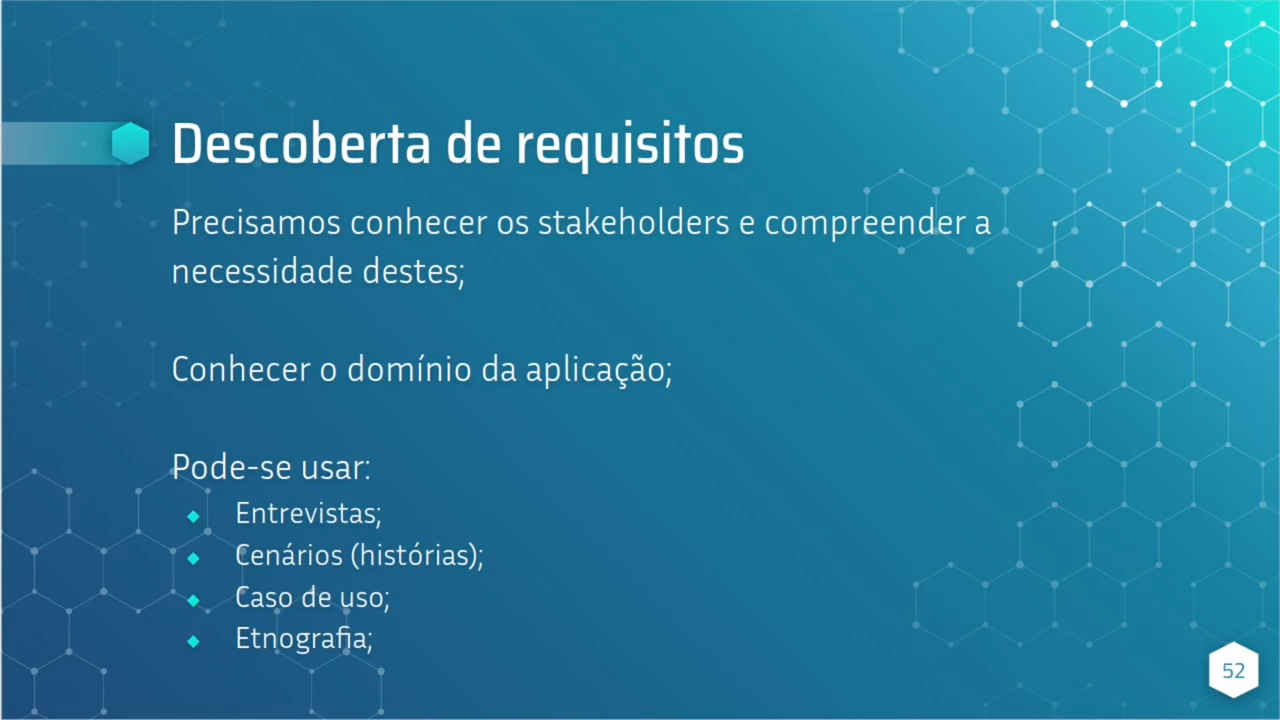 Descoberta de requisitos
Precisamos conhecer os stakeholders e compreender a
necessidade destes;
Conhecer o domínio da aplicação;
Pode-se usar:
Entrevistas;
Cenários (histórias);
Caso de uso;
Etnografia;
52